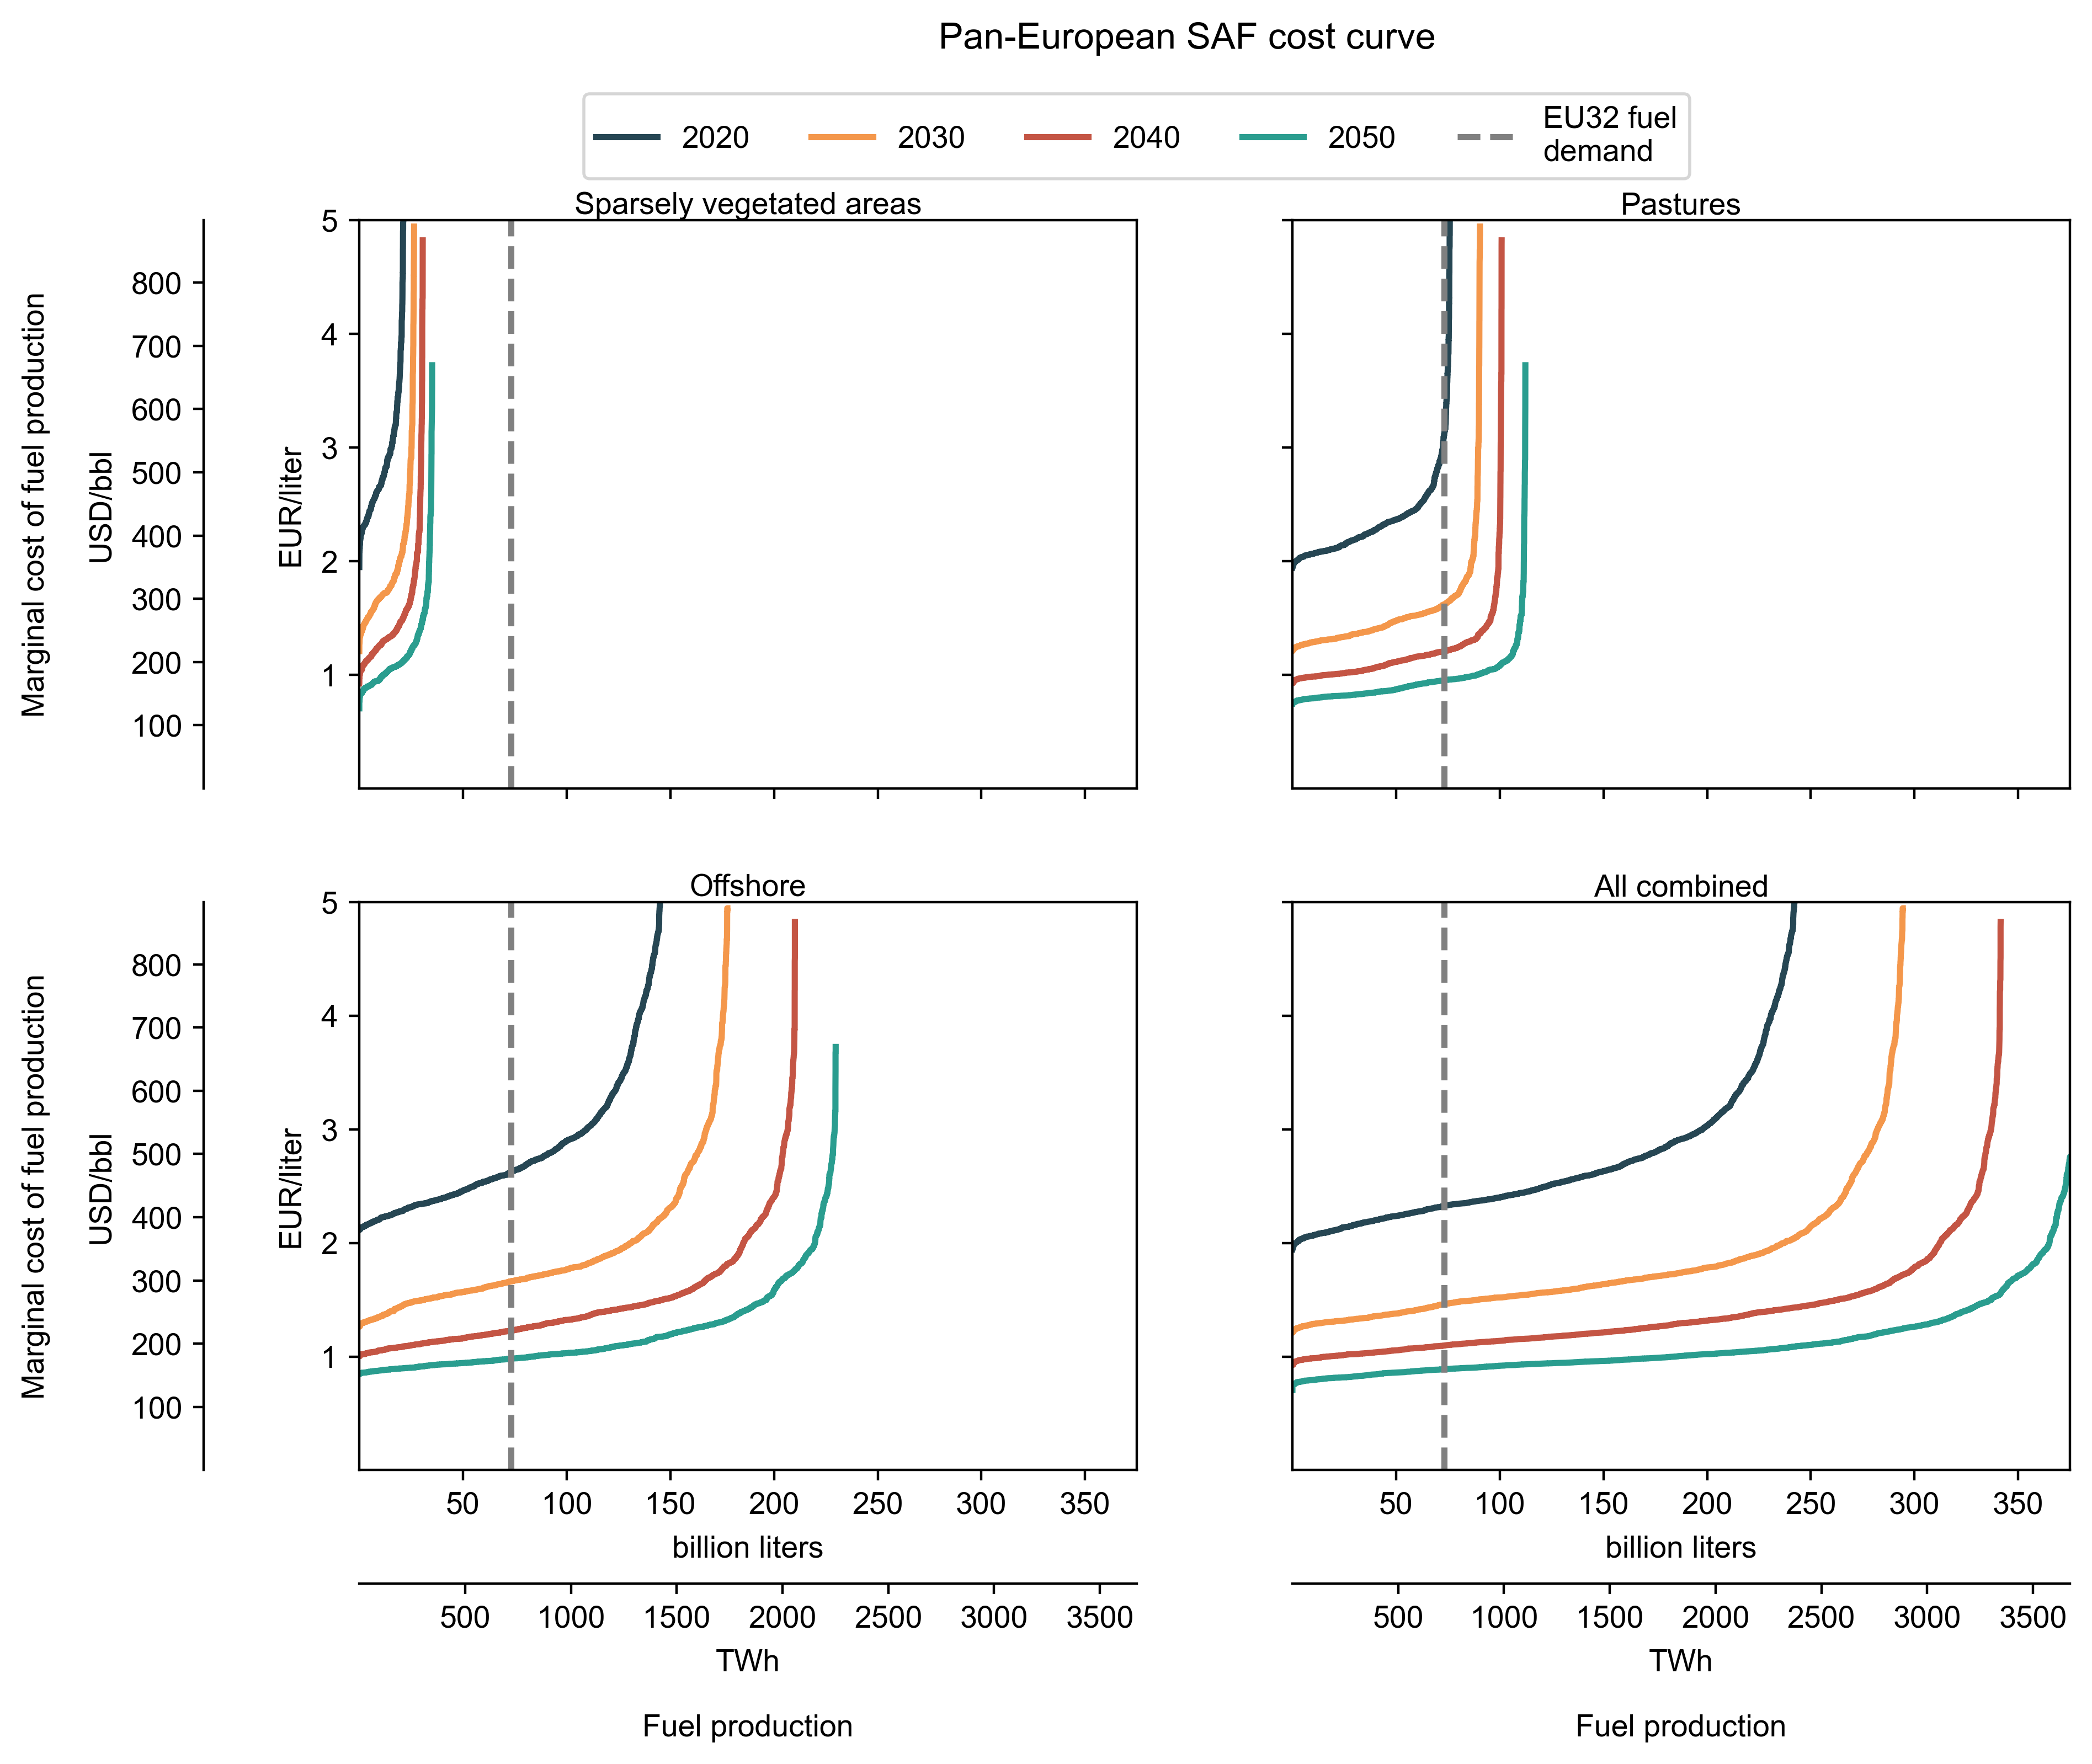 Pan-European SAF cost curve
2020
2030
2040
2050
EU32 fuel
demand
Sparsely vegetated areas
Pastures
Marginal cost of fuel production
USD/bbl
800
700
600
500
400
300
200
100
EUR/liter
5
4
3
2
1
Offshore
All combined
Marginal cost of fuel production
USD/bbl
800
700
600
500
400
300
200
100
EUR/liter
5
4
3
2
1
50 100 150 200 250 300 350
billion liters
500 1000 1500 2000 2500 3000 3500
TWh
Fuel production
50 100 150 200 250 300 350
billion liters
500 1000 1500 2000 2500 3000 3500
TWh
Fuel production